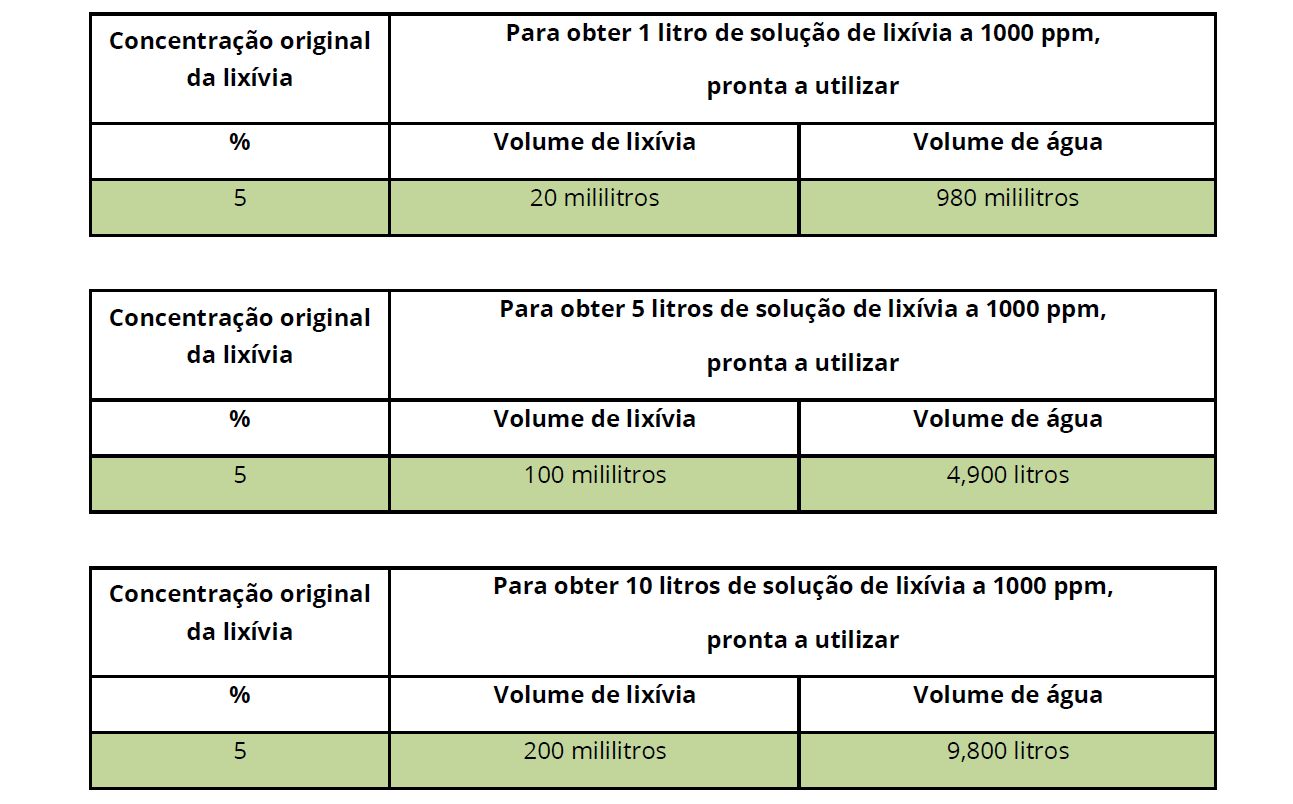 Concentração original
da lixívia
Para obter 1 litro de solução de lixívia a 1000 ppm,
pronta a utilizar
%
Volume de lixívia
Volume de água
5
20 mililitros
980 mililitros
Concentração original
da lixívia
Para obter 5 litros de solução de lixívia a 1000 ppm,
pronta a utilizar
%
Volume de lixívia
Volume de água
5
100 mililitros
4,900 litros
Concentração original
da lixívia
Para obter 10 litros de solução de lixívia a 1000 ppm,
pronta a utilizar
%
Volume de lixívia
Volume de água
5
200 mililitros
9,800 litros